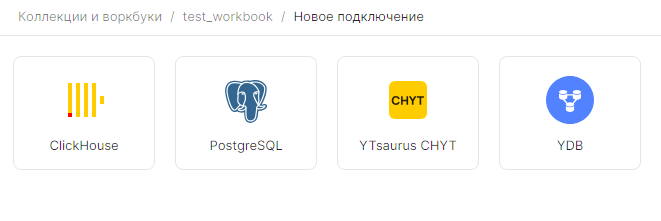 Коллекции и воркбуки / test_workbook / Новое подключение
CHYT
ClickHouse PostgreSQL YTsaurus CHYT YDB